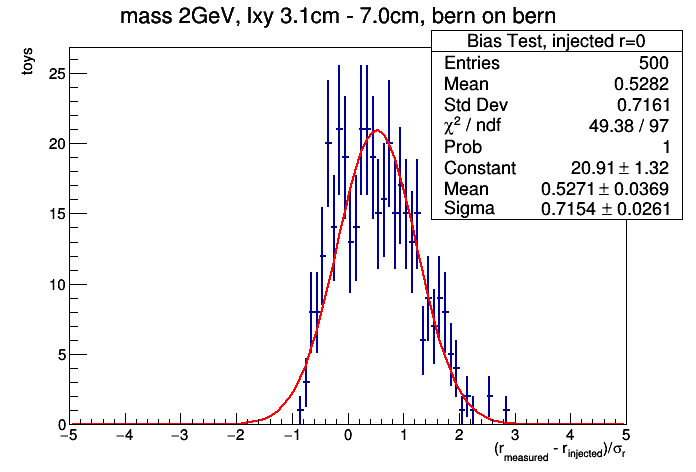 mass 2GeV, lxy 3.1cm - 7.0cm, bern on bern
toys
Bias Test, injected r=0
Entries 500
Mean 0.5282
Std Dev 0.7161
χ² / ndf 49.38 / 97
Prob 1
Constant 20.91 ± 1.32
Mean 0.5271 ± 0.0369
Sigma 0.7154 ± 0.0261
25
20
15
10
5
0
−5 −4 −3 −2 −1 0 1 2 3 4 5
(r_measured - r_injected)/σ_r